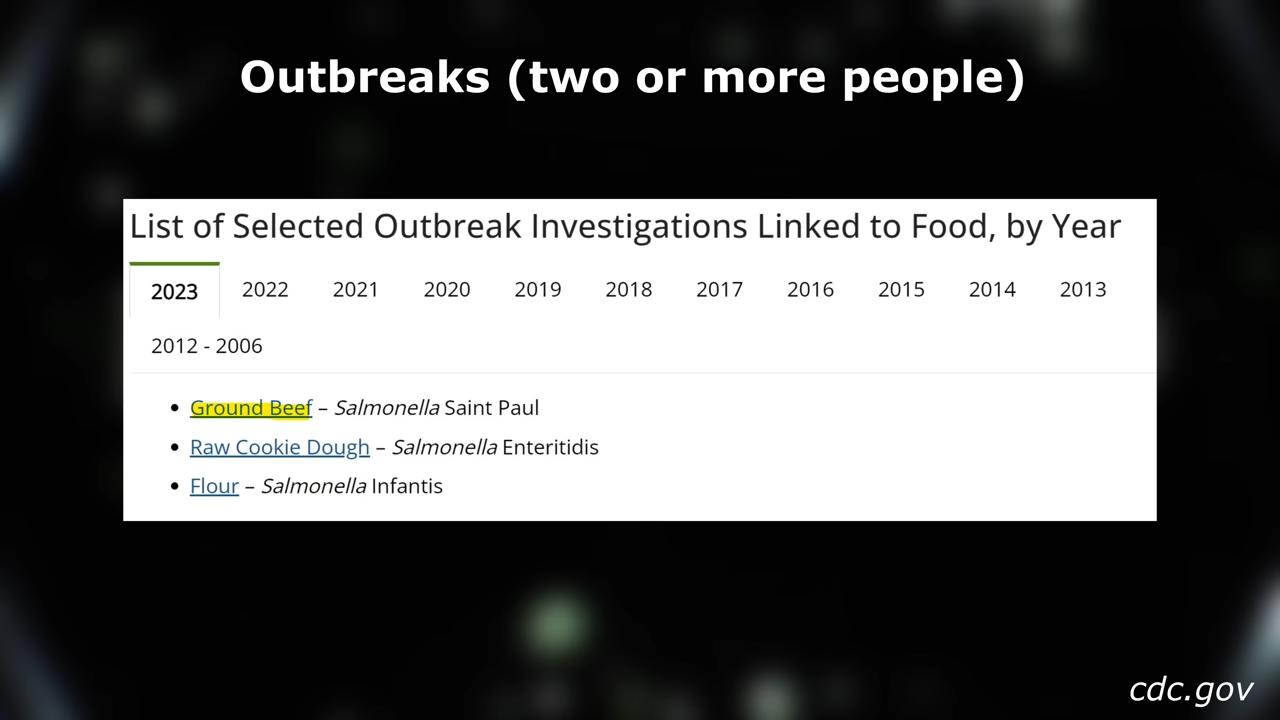 Outbreaks (two or more people)
List of Selected Outbreak Investigations Linked to Food, by Year
2023 2022 2021 2020 2019 2018 2017 2016 2015 2014 2013
2012 - 2006
• Ground Beef – Salmonella Saint Paul
• Raw Cookie Dough – Salmonella Enteritidis
• Flour – Salmonella Infantis
cdc.gov